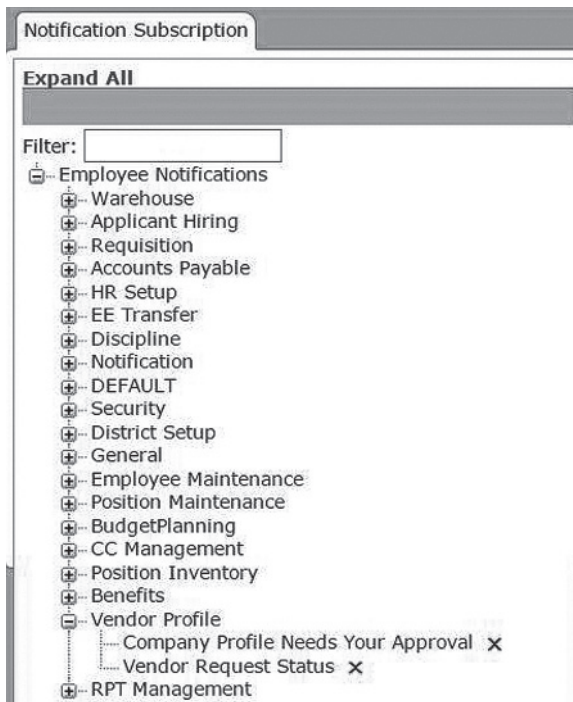 Notification Subscription
Expand All
Filter:
Employee Notifications
Warehouse
Applicant Hiring
Requisition
Accounts Payable
HR Setup
EE Transfer
Discipline
Notification
DEFAULT
Security
District Setup
General
Employee Maintenance
Position Maintenance
BudgetPlanning
CC Management
Position Inventory
Benefits
Vendor Profile
Company Profile Needs Your Approval
Vendor Request Status
RPT Management